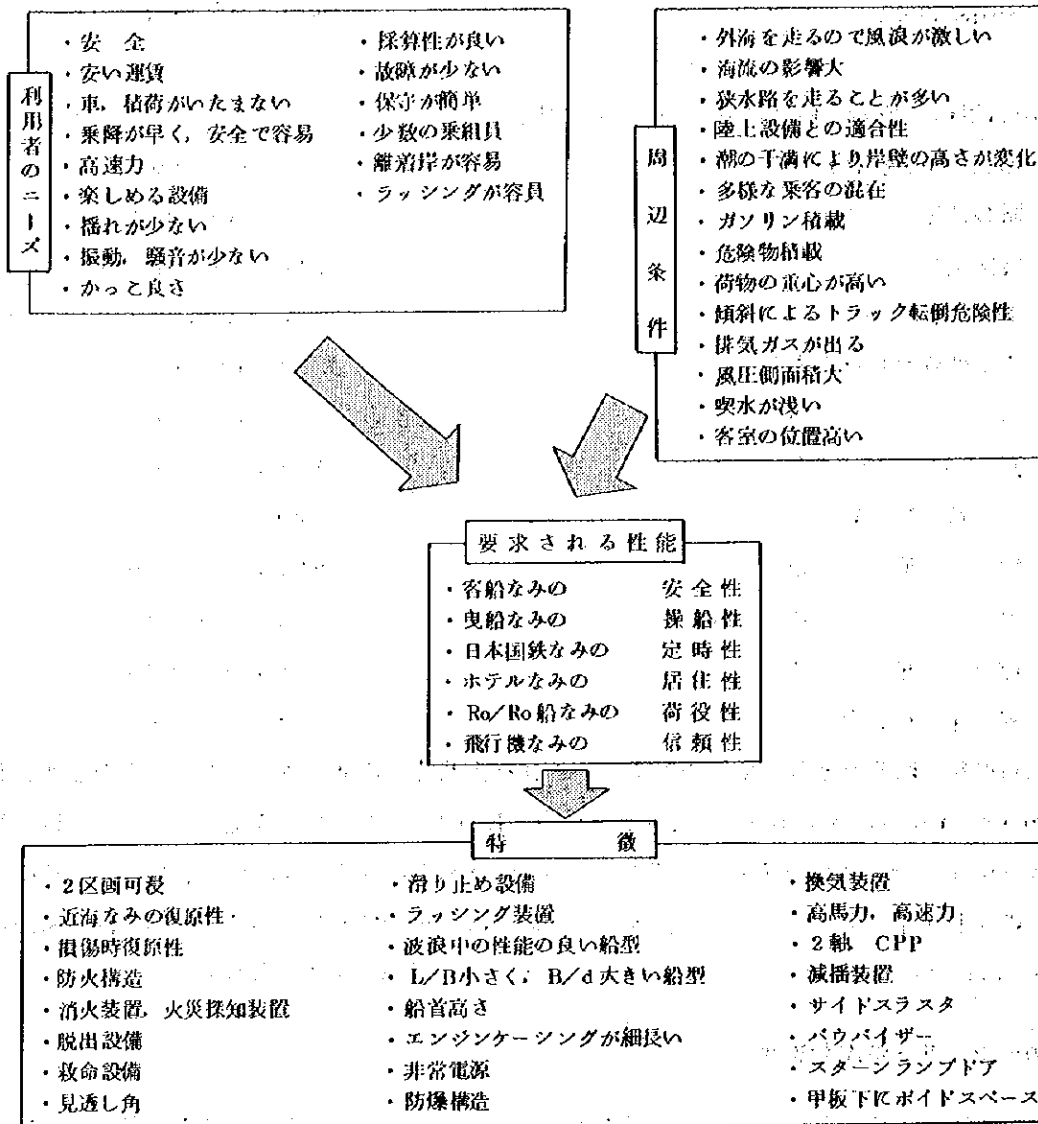 利用者のニーズ
・安 全
・安い運賃
・車，積荷がいたまない
・乗降が早く，安全で容易
・高速力
・楽しめる設備
・揺れが少ない
・振動，騒音が少ない
・かっこ良さ
・採算性が良い
・故障が少ない
・保守が簡単
・少数の乗組員
・離着岸が容易
・ラッシングが容員
周辺条件
・外海を走るので風浪が激しい
・海流の影響大
・狭水路を走ることが多い
・陸上設備との適合性
・潮の干満により岸壁の高さが変化
・多様な乗客の混在
・ガソリン積載
・危険物積載
・荷物の重心が高い
・傾斜によるトラック転倒危険性
・排気ガスが出る
・風圧側面積大
・喫水が浅い
・客室の位置高い
要求される性能
・客船なみの 安全性
・曳船なみの 操船性
・日本国鉄なみの 定時性
・ホテルなみの 居住性
・Ro/Ro船なみの 荷役性
・飛行機なみの 信頼性
特 徴
・2区画可浸
・近海なみの復原性
・損傷時復原性
・防火構造
・消火装置，火災探知装置
・脱出設備
・救命設備
・見透し角
・滑り止め設備
・ラッシング装置
・波浪中の性能の良い船型
・L/B小さく，B/d大きい船型
・船首高さ
・エンジンケーシングが細長い
・非常電源
・防爆構造
・換気装置
・高馬力，高速力
・2軸 CPP
・減揺装置
・サイドスラスタ
・バウバイザー
・スターンランプドア
・甲板下にボイドスペース